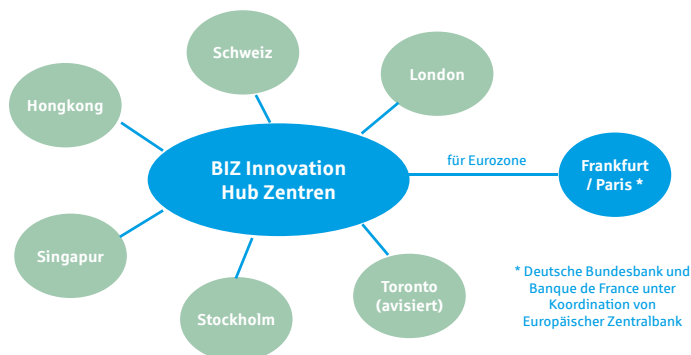 Schweiz
London
Hongkong
BIZ Innovation
Hub Zentren
für Eurozone
Frankfurt
/ Paris *
Singapur
Stockholm
Toronto
(avisiert)
* Deutsche Bundesbank und
Banque de France unter
Koordination von
Europäischer Zentralbank